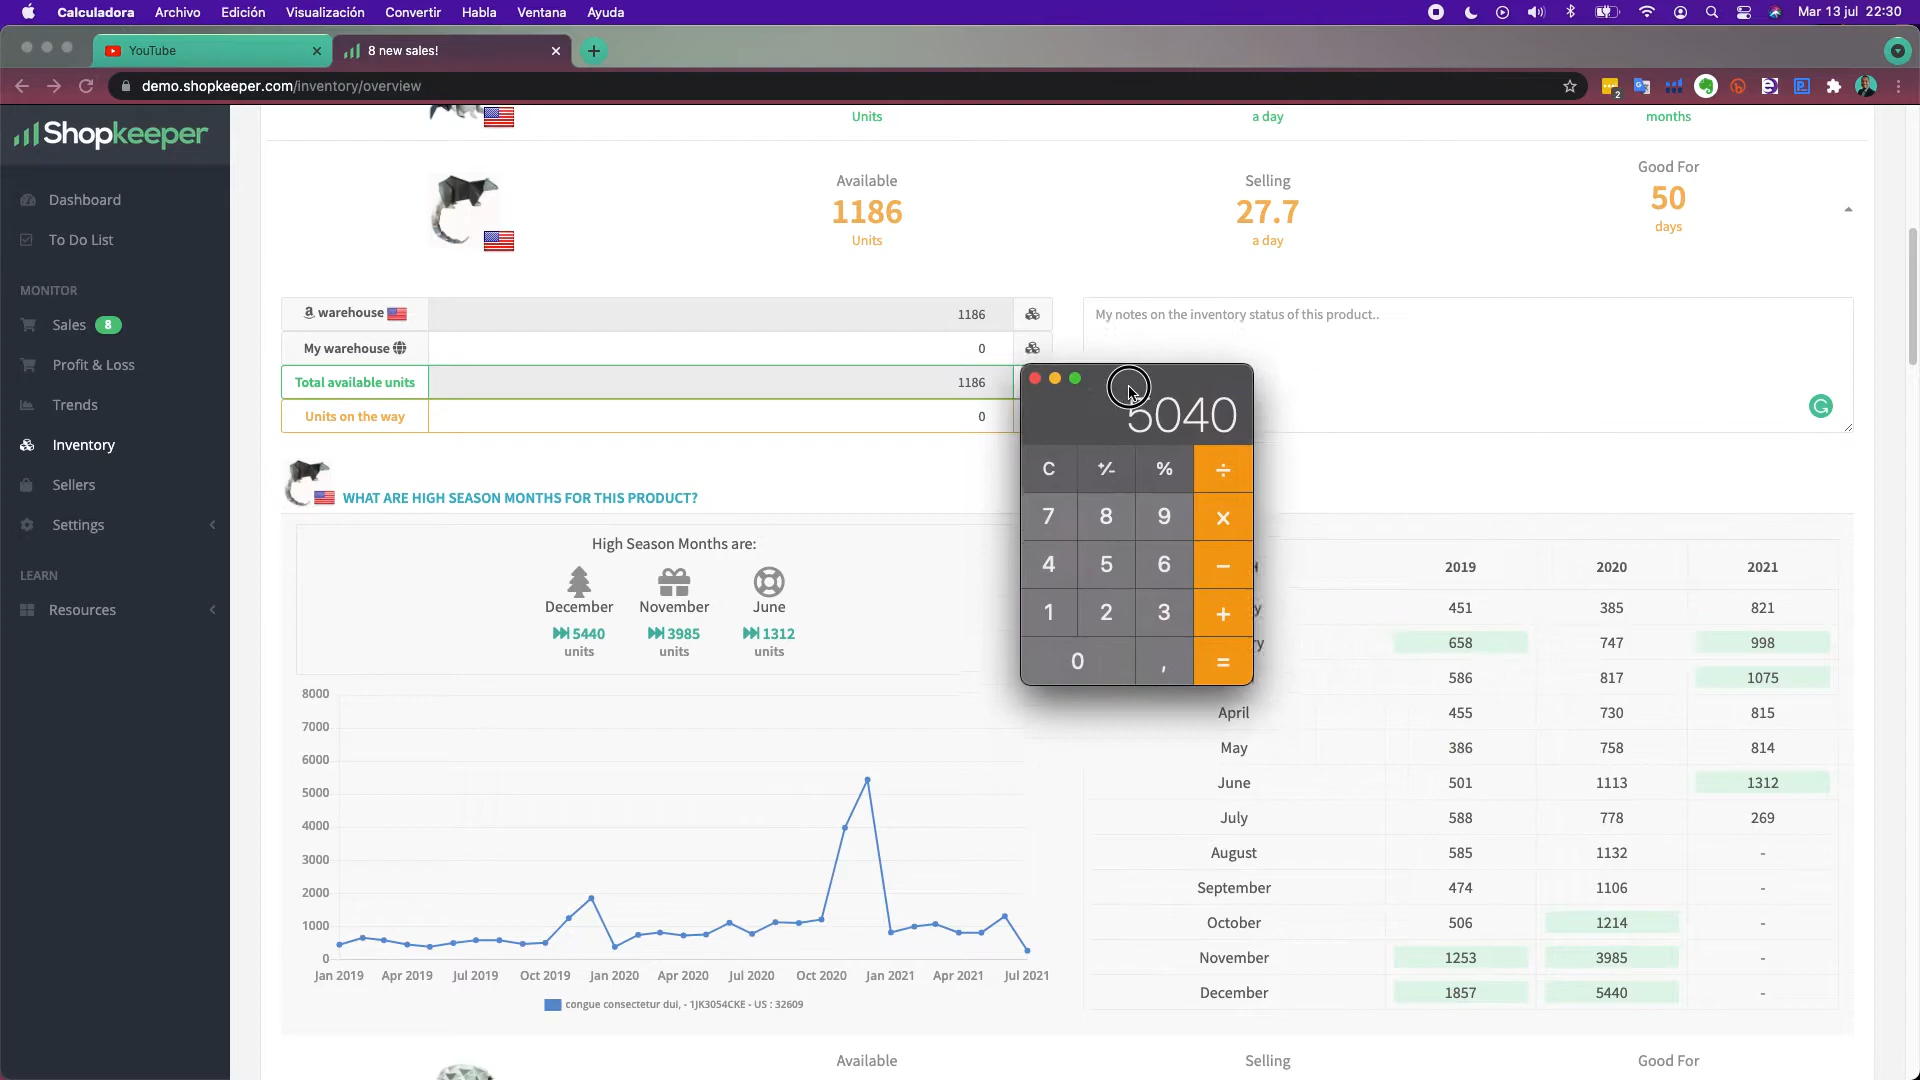 Calculadora Archivo Edición Visualización Convertir Habla Ventana Ayuda Mar 13 jul 22:30
YouTube 8 new sales!
demo.shopkeeper.com/inventory/overview
2
Shopkeeper
Dashboard
To Do List
MONITOR
Sales 8
Profit & Loss
Trends
Inventory
Sellers
Settings
LEARN
Resources
Units a day months
Available Selling Good For
1186 27.7 50
Units a day days
a warehouse 1186
My warehouse 0
Total available units 1186
Units on the way 0
My notes on the inventory status of this product..
5040
C +/- % ÷
7 8 9 x
4 5 6 −
1 2 3 +
0 , =
WHAT ARE HIGH SEASON MONTHS FOR THIS PRODUCT?
High Season Months are:
December November June
5440 3985 1312
units units units
8000
7000
6000
5000
4000
3000
2000
1000
0
Jan 2019 Apr 2019 Jul 2019 Oct 2019 Jan 2020 Apr 2020 Jul 2020 Oct 2020 Jan 2021 Apr 2021 Jul 2021
congue consectetur dui, - 1JK3054CKE - US : 32609
H 2019 2020 2021
y 451 385 821
ry 658 747 998
586 817 1075
April 455 730 815
May 386 758 814
June 501 1113 1312
July 588 778 269
August 585 1132 -
September 474 1106 -
October 506 1214 -
November 1253 3985 -
December 1857 5440 -
Available Selling Good For